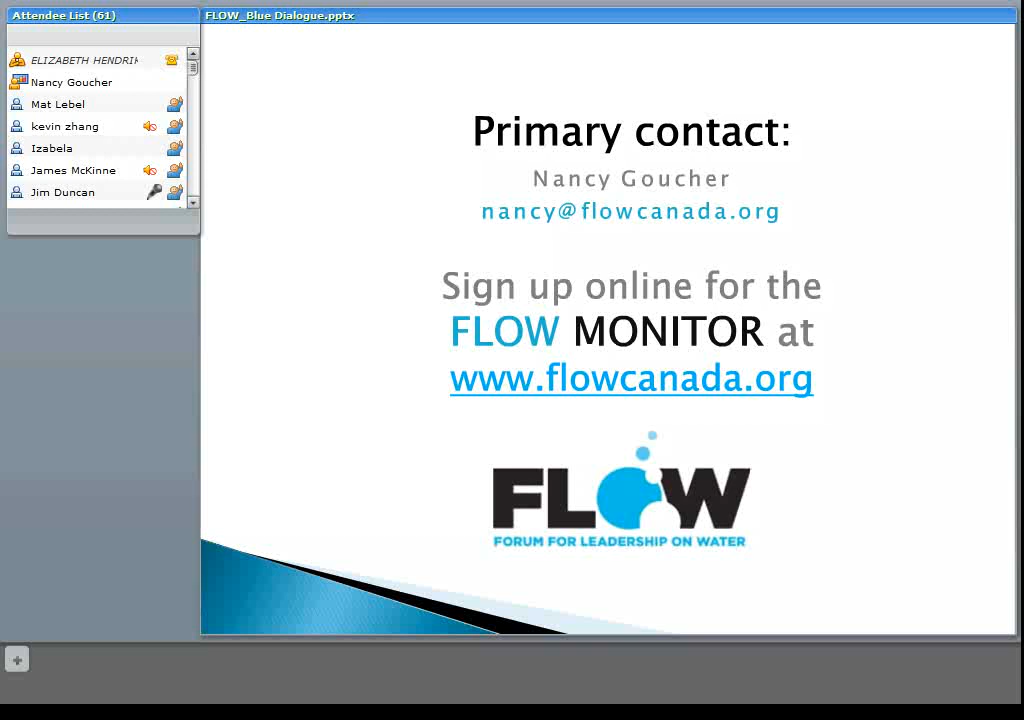 Attendee List (61)
ELIZABETH HENDRI
Nancy Goucher
Mat Lebel
kevin zhang
Izabela
James McKinne
Jim Duncan
FLOW_Blue Dialogue.pptx
Primary contact:
Nancy Goucher
nancy@flowcanada.org
Sign up online for the
FLOW MONITOR at
www.flowcanada.org
FLOW
FORUM FOR LEADERSHIP ON WATER